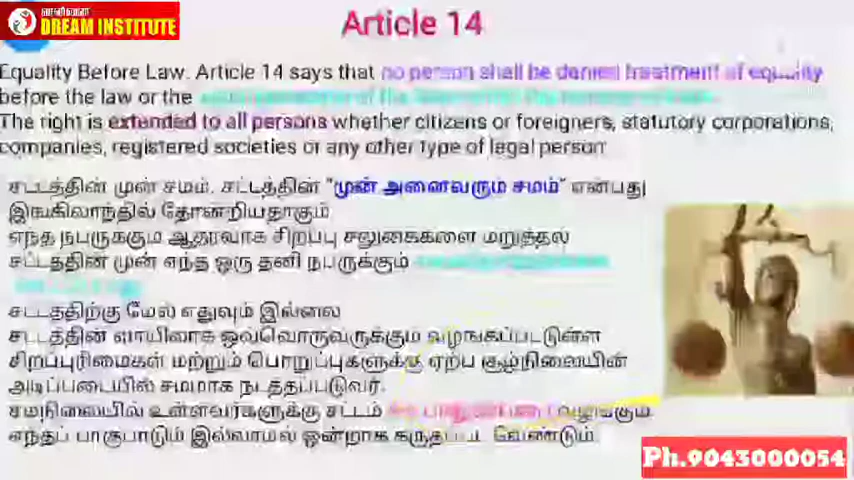 DREAM INSTITUTE
Article 14
Equality Before Law. Article 14 says that no person shall be denied treatment of equality
before the law or the
The right is extended to all persons whether citizens or foreigners, statutory corporations,
companies, registered societies or any other type of legal person
சட்டத்தின் முன் சமம். சட்டத்தின் "முன் அனைவரும் சமம்" என்பது
இங்கிலாந்தில் தோன்றியதாகும்
எந்த நபருக்கும் ஆதரவாக சிறப்பு சலுகைகளை மறுத்தல்
சட்டத்தின் முன் எந்த ஒரு தனி நபருக்கும்
சட்டத்திற்கு மேல் எதுவும் இல்லை
சட்டத்தின் வாயிலாக ஒவ்வொருவருக்கும் வழங்கப்பட்டுள்ள
சிறப்புரிமைகள் மற்றும் பொறுப்புகளுக்கு ஏற்ப சூழ்நிலையின்
அடிப்படையில் சமமாக நடத்தப்படுவர்.
சமநிலையில் உள்ளவர்களுக்கு சட்டம்
எந்தப் பாகுபாடும் இல்லாமல் ஒன்றாக கருதப்பட வேண்டும்.
Ph.9043000054